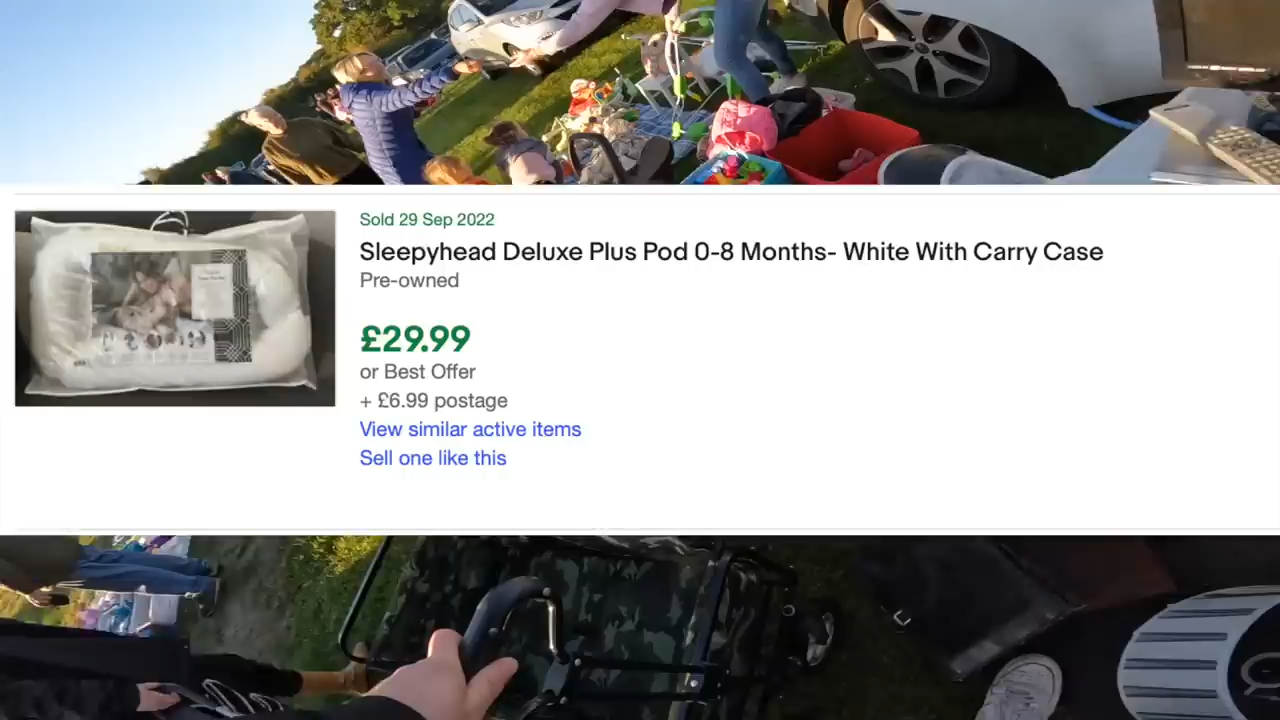 Sold 29 Sep 2022
Sleepyhead Deluxe Plus Pod 0-8 Months- White With Carry Case
Pre-owned
£29.99
or Best Offer
+ £6.99 postage
View similar active items
Sell one like this